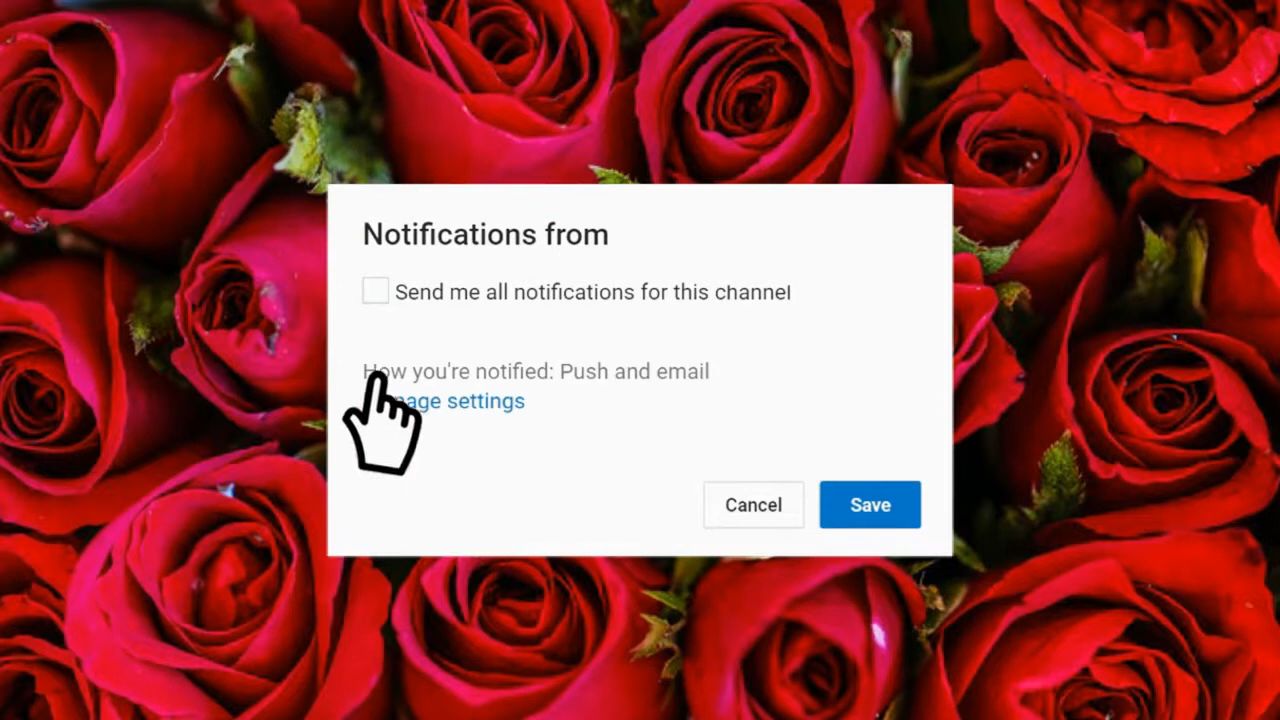 Notifications from
Send me all notifications for this channel
How you're notified: Push and email
settings
Cancel
Save